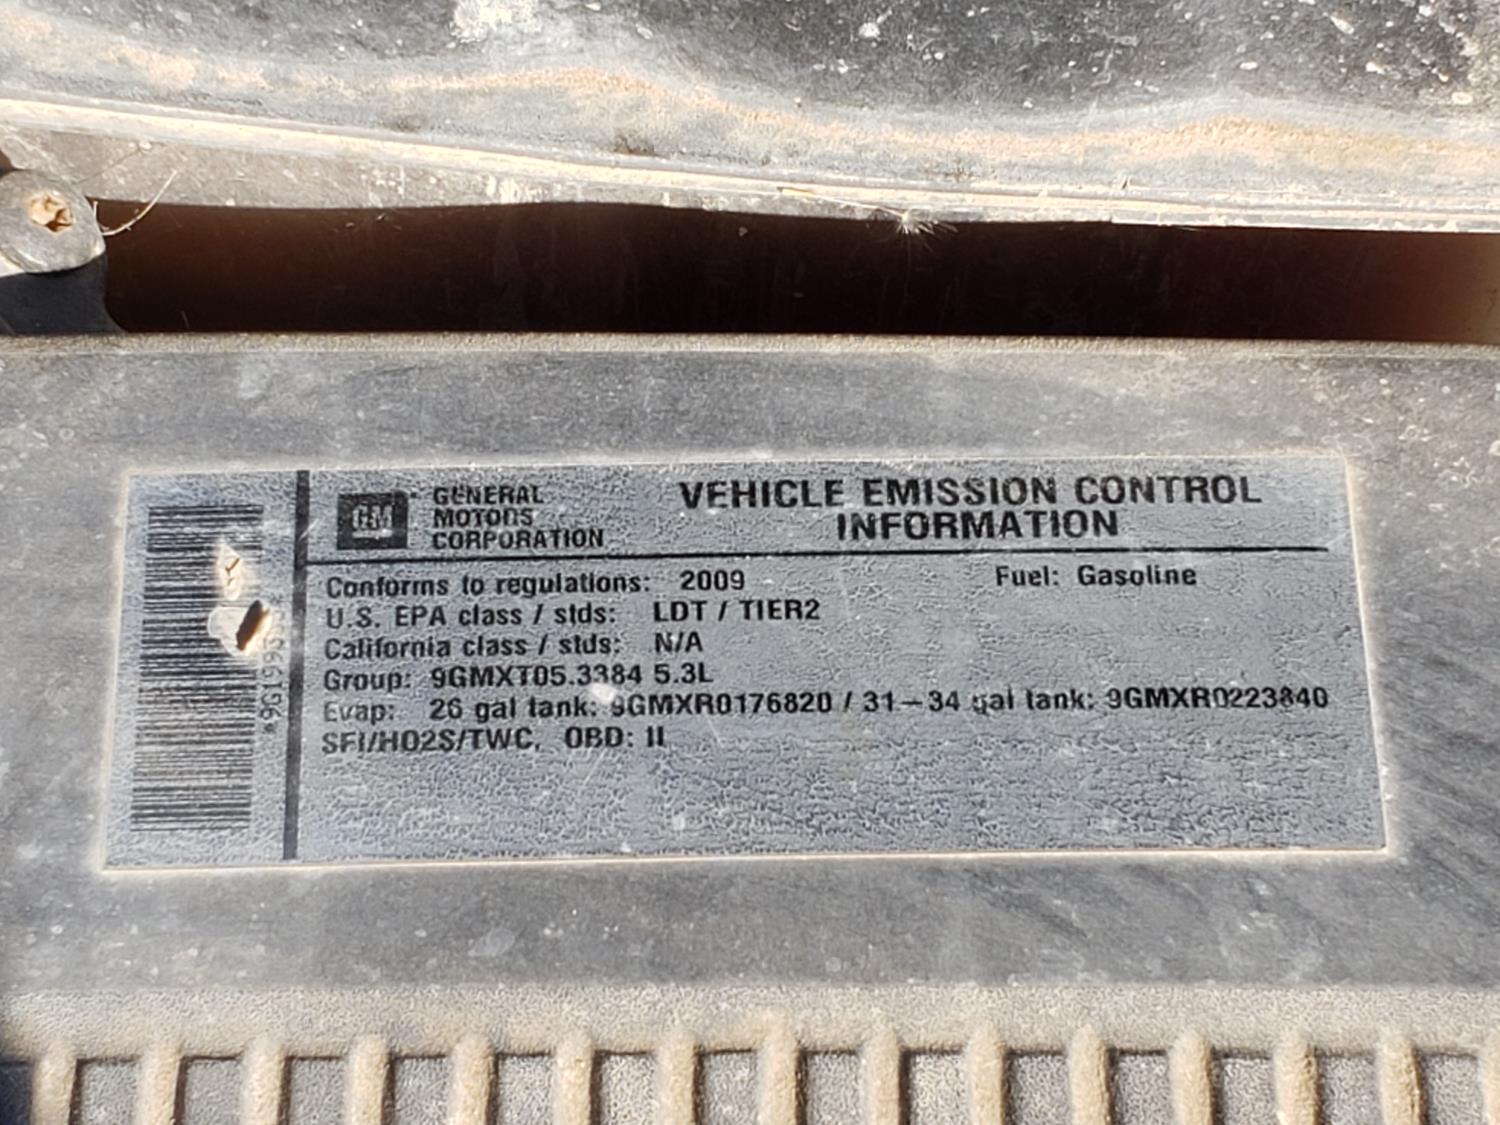 GM
GENERAL
MOTORS
CORPORATION
VEHICLE EMISSION CONTROL
INFORMATION
Conforms to regulations: 2009
Fuel: Gasoline
U.S. EPA class / stds: LDT / TIER2
California class / stds: N/A
Group: 9GMXT05.3384 5.3L
Evap: 26 gal tank: 9GMXR0176820 / 31-34 gal tank: 9GMXR0223840
SFI/HO2S/TWC, OBD: II